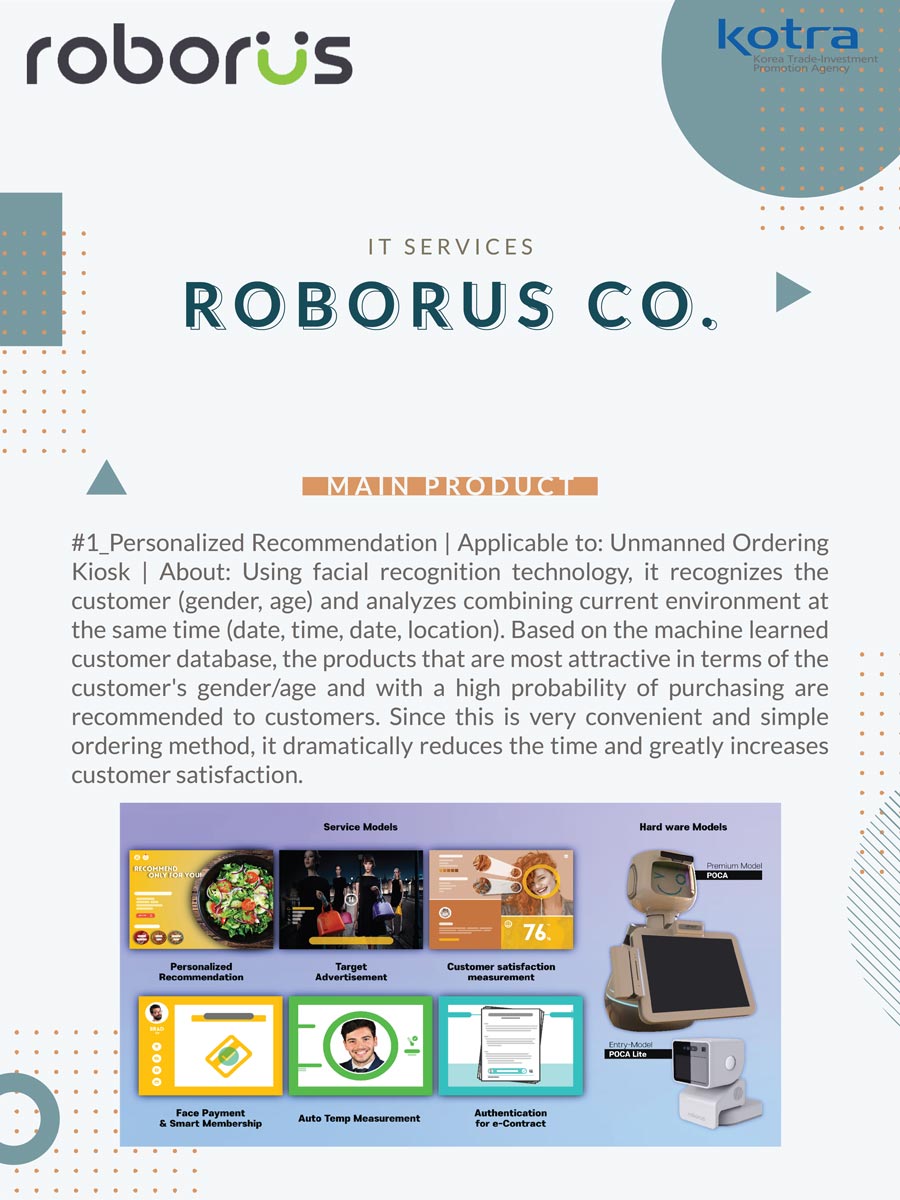 roborus
kotra
Korea Trade-Investment
Promotion Agency
IT SERVICES
ROBORUS CO.
MAIN PRODUCT
#1_Personalized Recommendation | Applicable to: Unmanned Ordering
Kiosk | About: Using facial recognition technology, it recognizes the
customer (gender, age) and analyzes combining current environment at
the same time (date, time, date, location). Based on the machine learned
customer database, the products that are most attractive in terms of the
customer's gender/age and with a high probability of purchasing are
recommended to customers. Since this is very convenient and simple
ordering method, it dramatically reduces the time and greatly increases
customer satisfaction.
Service Models
Hard ware Models
RECOMMEND
ONLY FOR YOU!
76
Personalized
Recommendation
Target
Advertisement
Customer satisfaction
measurement
Premium Model
POCA
Face Payment
& Smart Membership
Auto Temp Measurement
Authentication
for e-Contract
Entry-Model
POCA Lite
roborus